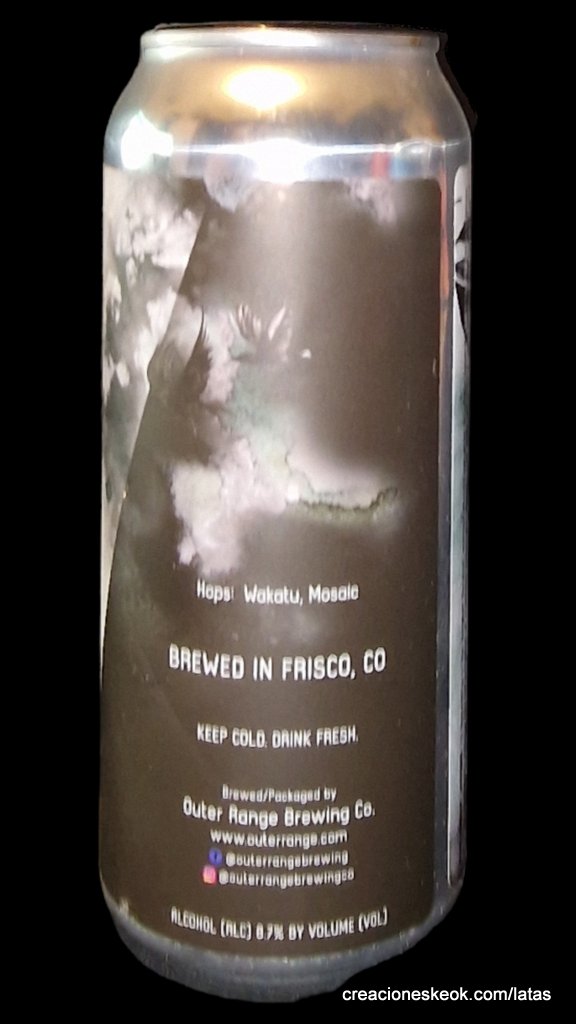 Hops: Wakatu, Mosaic
BREWED IN FRISCO, CO
KEEP COLD. DRINK FRESH.
Brewed/Packaged by
Outer Range Brewing Co.
www.outerrange.com
@outerrangebrewing
@outerrangebrewingco
ALCOHOL (ALC) 8.7% BY VOLUME (VOL)
creacioneskeok.com/latas